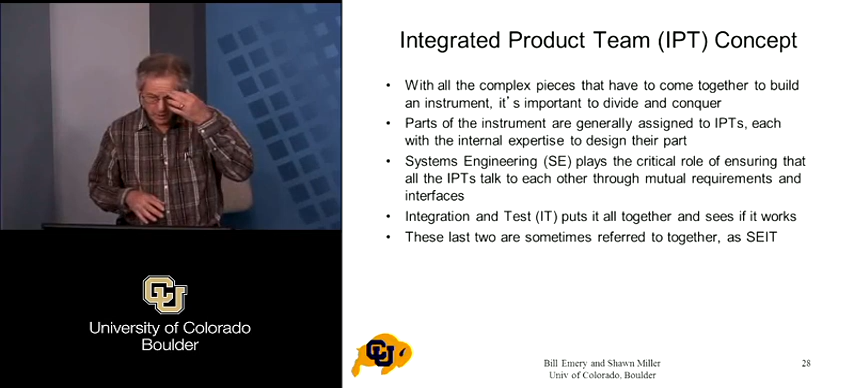 Integrated Product Team (IPT) Concept
• With all the complex pieces that have to come together to build
an instrument, it’s important to divide and conquer
• Parts of the instrument are generally assigned to IPTs, each
with the internal expertise to design their part
• Systems Engineering (SE) plays the critical role of ensuring that
all the IPTs talk to each other through mutual requirements and
interfaces
• Integration and Test (IT) puts it all together and sees if it works
• These last two are sometimes referred to together, as SEIT
CU
University of Colorado
Boulder
CU
Bill Emery and Shawn Miller
Univ of Colorado, Boulder
28